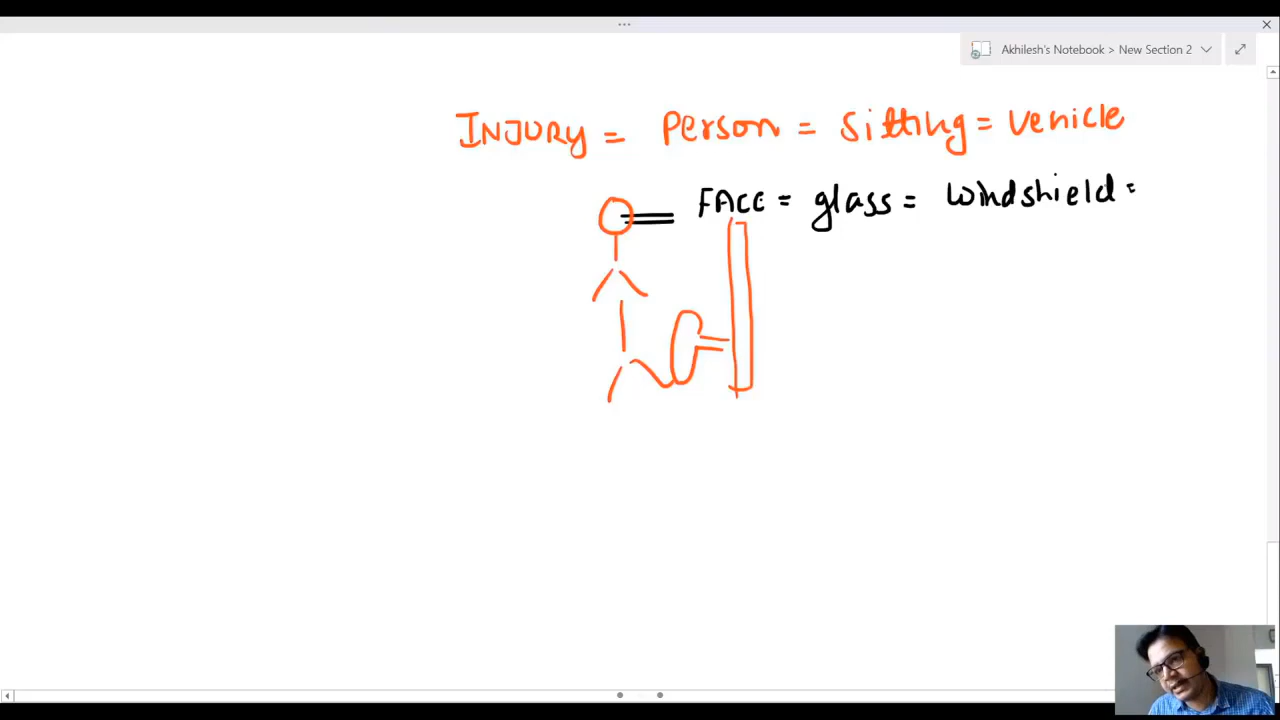 Akhilesh's Notebook > New Section 2
INJURY = Person = Sitting = Vehicle
FACE = glass = Windshield =